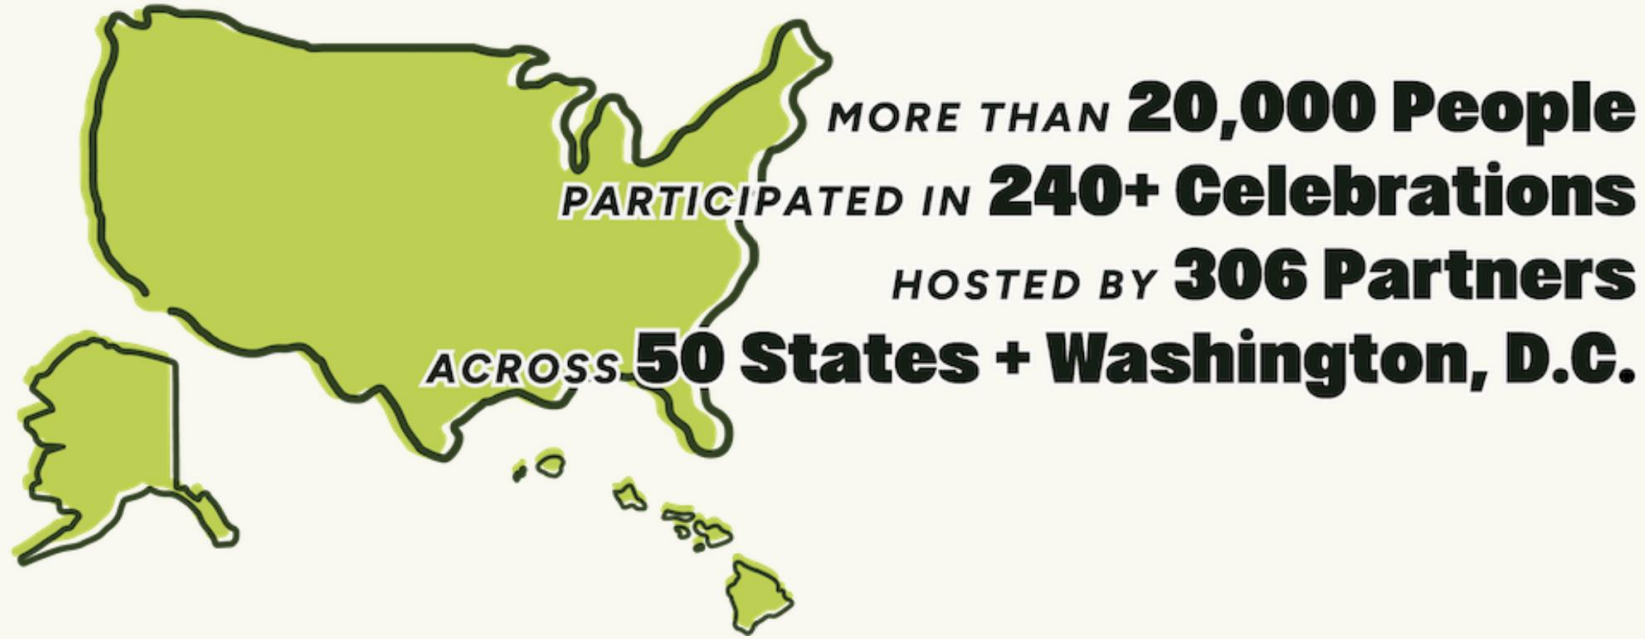 MORE THAN 20,000 People
PARTICIPATED IN 240+ Celebrations
HOSTED BY 306 Partners
ACROSS 50 States + Washington, D.C.